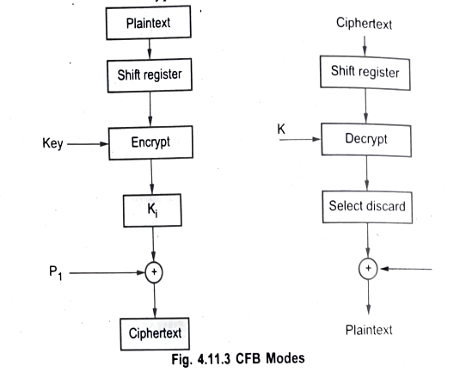 Plaintext
Shift register
Key
Encrypt
Ki
P1
+
Ciphertext
Ciphertext
Shift register
K
Decrypt
Select discard
+
Plaintext
Fig. 4.11.3 CFB Modes